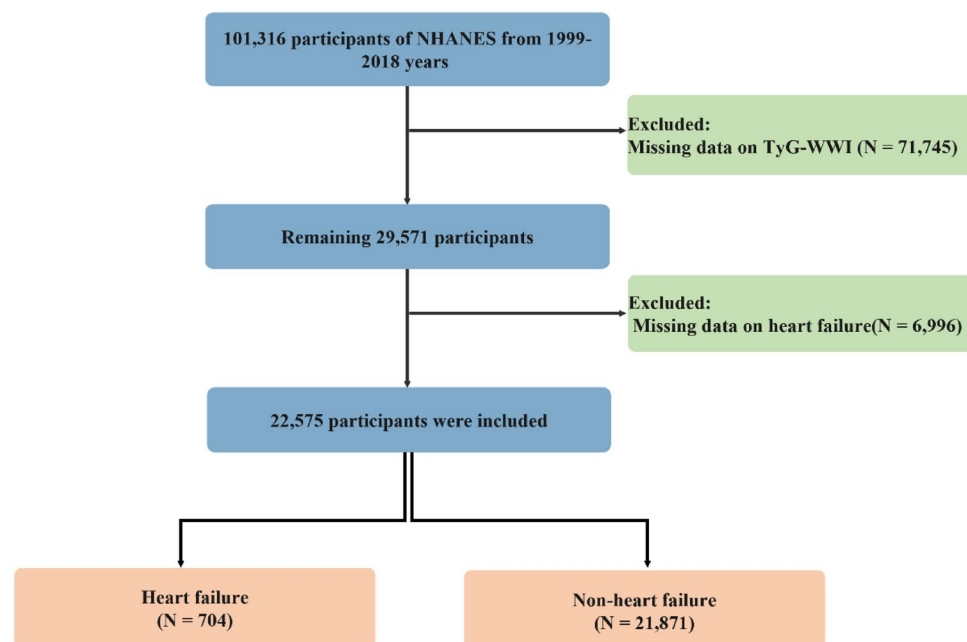 101,316 participants of NHANES from 1999-
2018 years
Excluded:
Missing data on TyG-WWI (N = 71,745)
Remaining 29,571 participants
Excluded:
Missing data on heart failure(N = 6,996)
22,575 participants were included
Heart failure
(N = 704)
Non-heart failure
(N = 21,871)